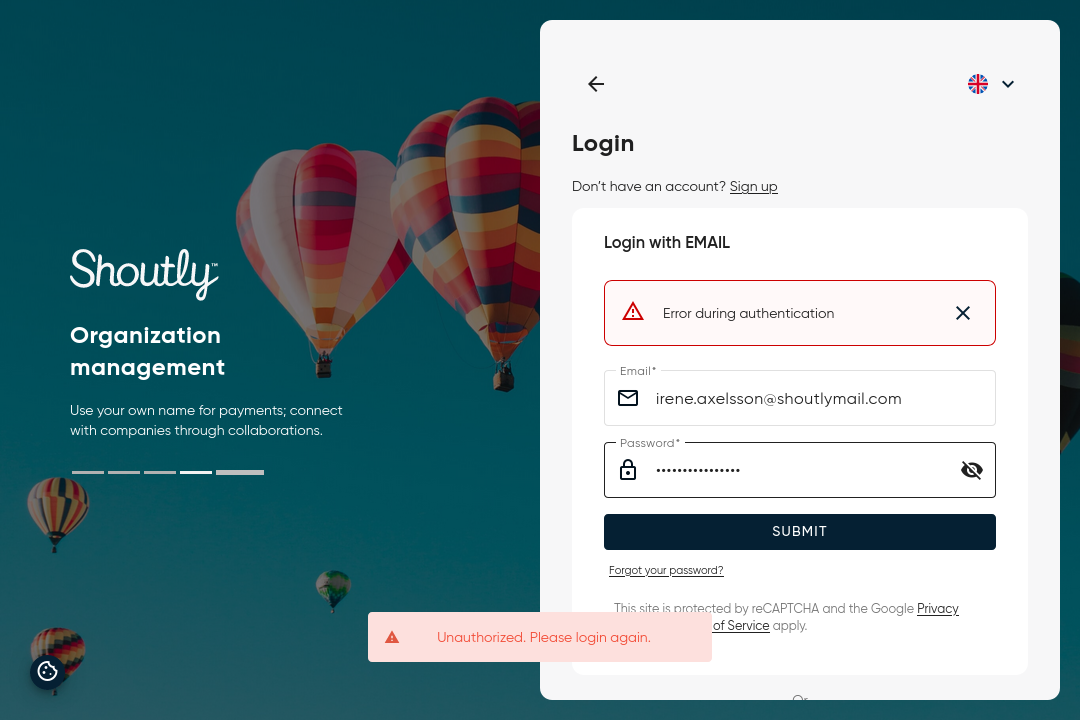 Shoutly™
Organization
management
Use your own name for payments; connect
with companies through collaborations.
Login
Don't have an account? Sign up
Login with EMAIL
Error during authentication
Email*
irene.axelsson@shoutlymail.com
Password*
••••••••••••••••
SUBMIT
Forgot your password?
This site is protected by reCAPTCHA and the Google Privacy
of Service apply.
Unauthorized. Please login again.
Or